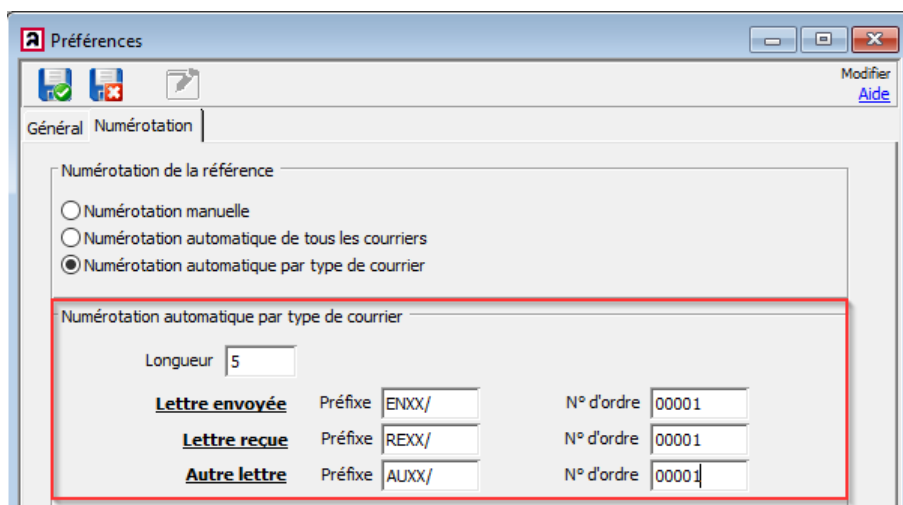 a Préférences
Modifier
Aide
Général Numérotation
Numérotation de la référence
Numérotation manuelle
Numérotation automatique de tous les courriers
Numérotation automatique par type de courrier
Numérotation automatique par type de courrier
Longueur 5
Lettre envoyée Préfixe ENXX/ N° d'ordre 00001
Lettre reçue Préfixe REXX/ N° d'ordre 00001
Autre lettre Préfixe AUXX/ N° d'ordre 00001